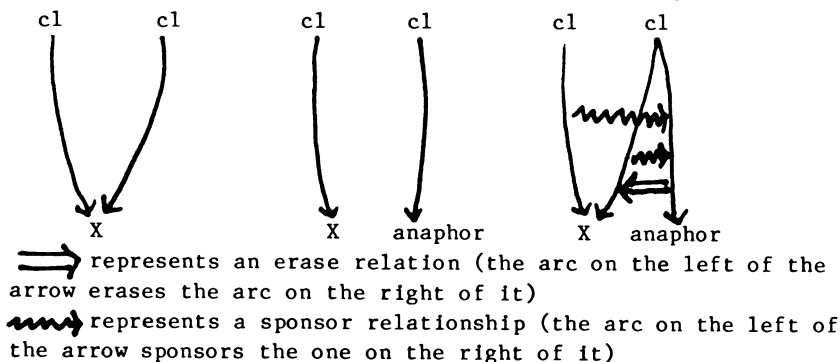 cl cl cl cl cl cl
X X anaphor X anaphor
represents an erase relation (the arc on the left of the
arrow erases the arc on the right of it)
represents a sponsor relationship (the arc on the left of
the arrow sponsors the one on the right of it)